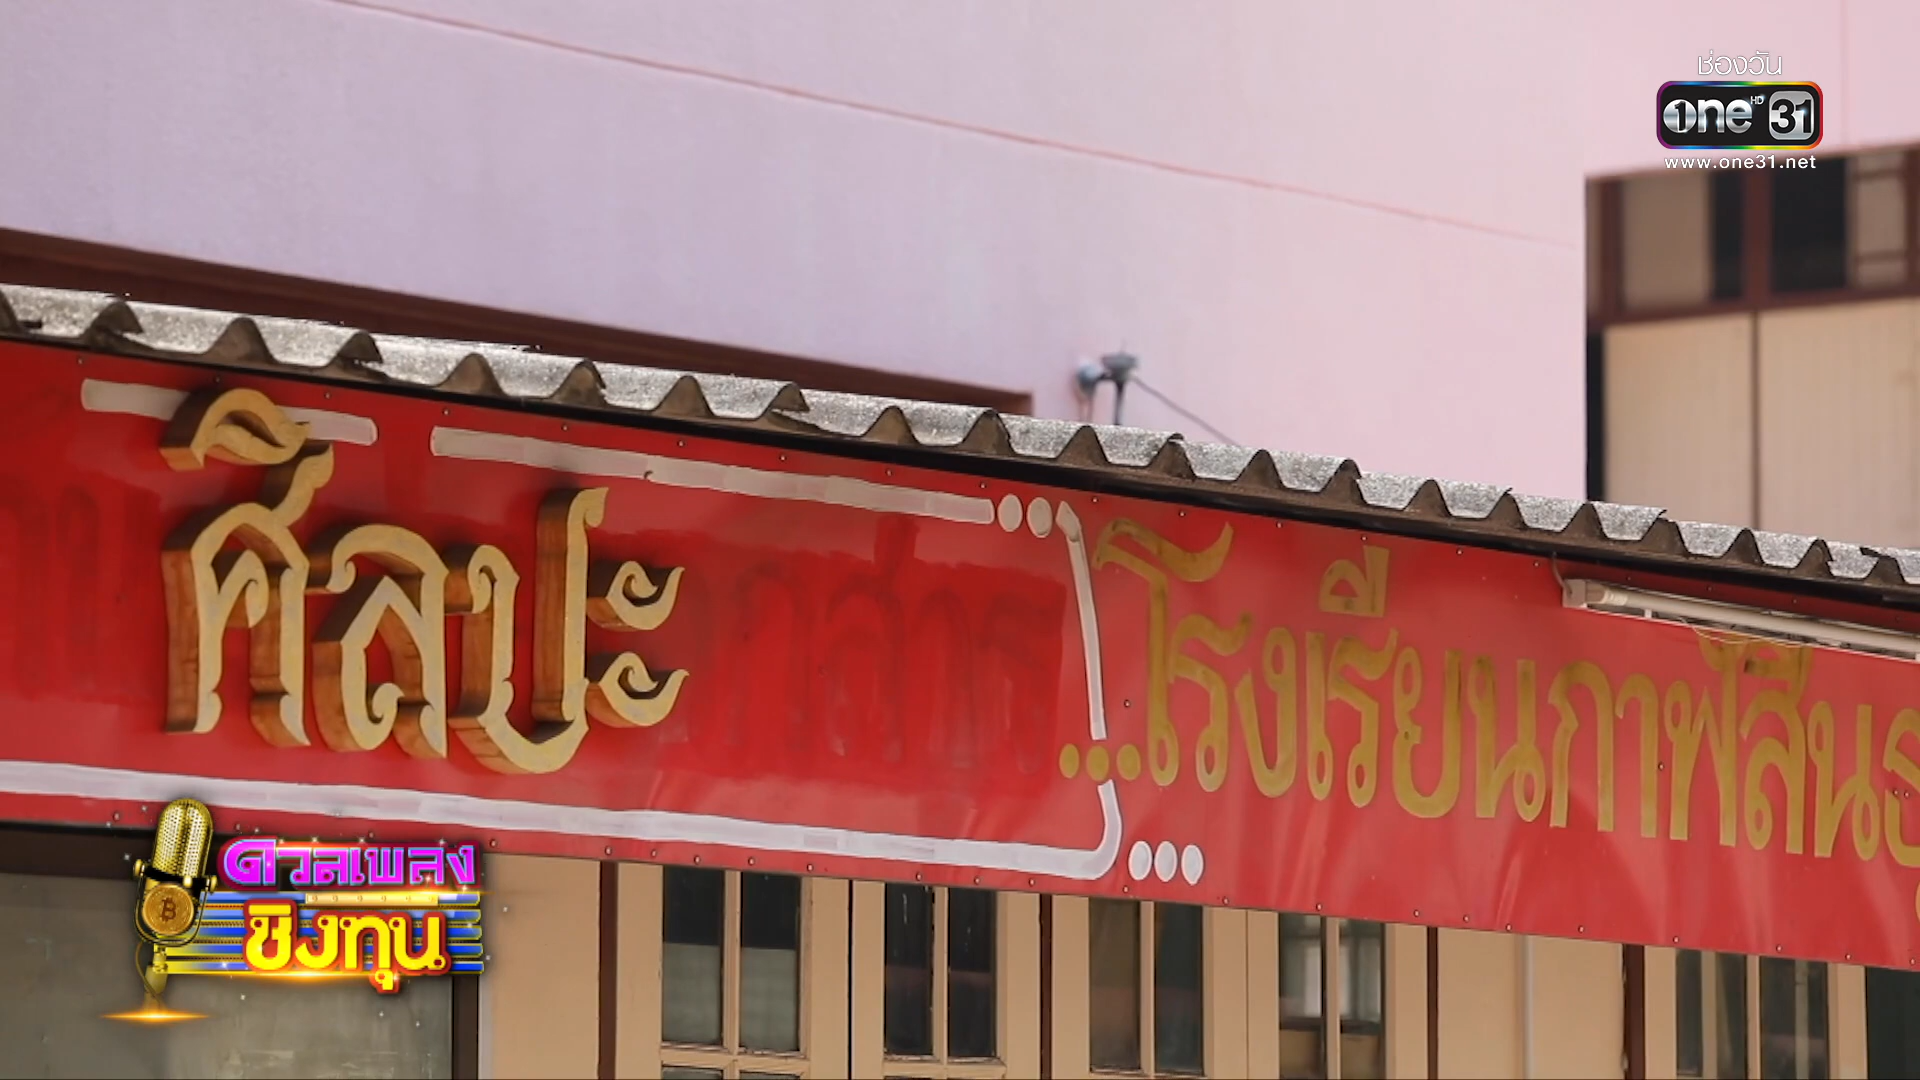 ช่องวัน
one HD 31
www.one31.net
ศิลปะ
...โรงเรียนกาฬสินธุ
ดวลเพลง
ชิงทุน